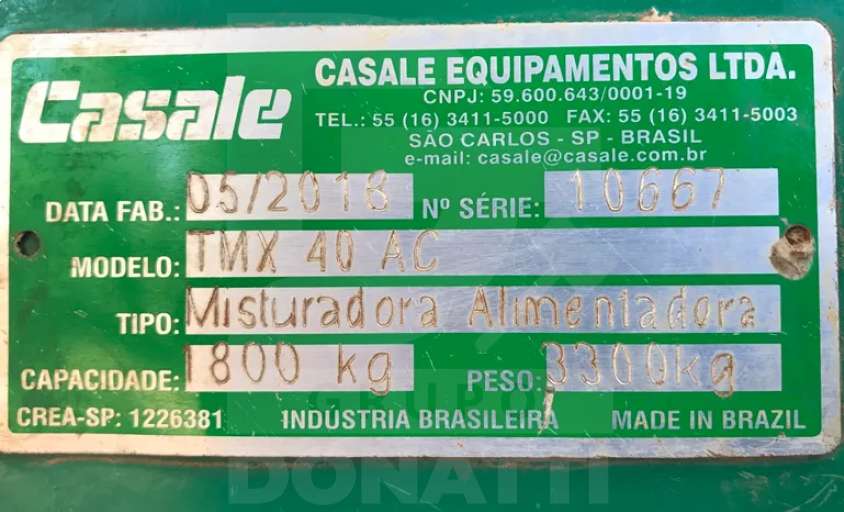 Casale
CASALE EQUIPAMENTOS LTDA.
CNPJ: 59.600.643/0001-19
TEL.: 55 (16) 3411-5000 FAX: 55 (16) 3411-5003
SÃO CARLOS - SP - BRASIL
e-mail: casale@casale.com.br
DATA FAB.: 05/2018 Nº SÉRIE: 10667
MODELO: TMX 40 AC
TIPO: Misturadora Alimentadora
CAPACIDADE: 1800 kg PESO: 3300kg
CREA-SP: 1226381 INDÚSTRIA BRASILEIRA MADE IN BRAZIL
GRUPO
DONATTI